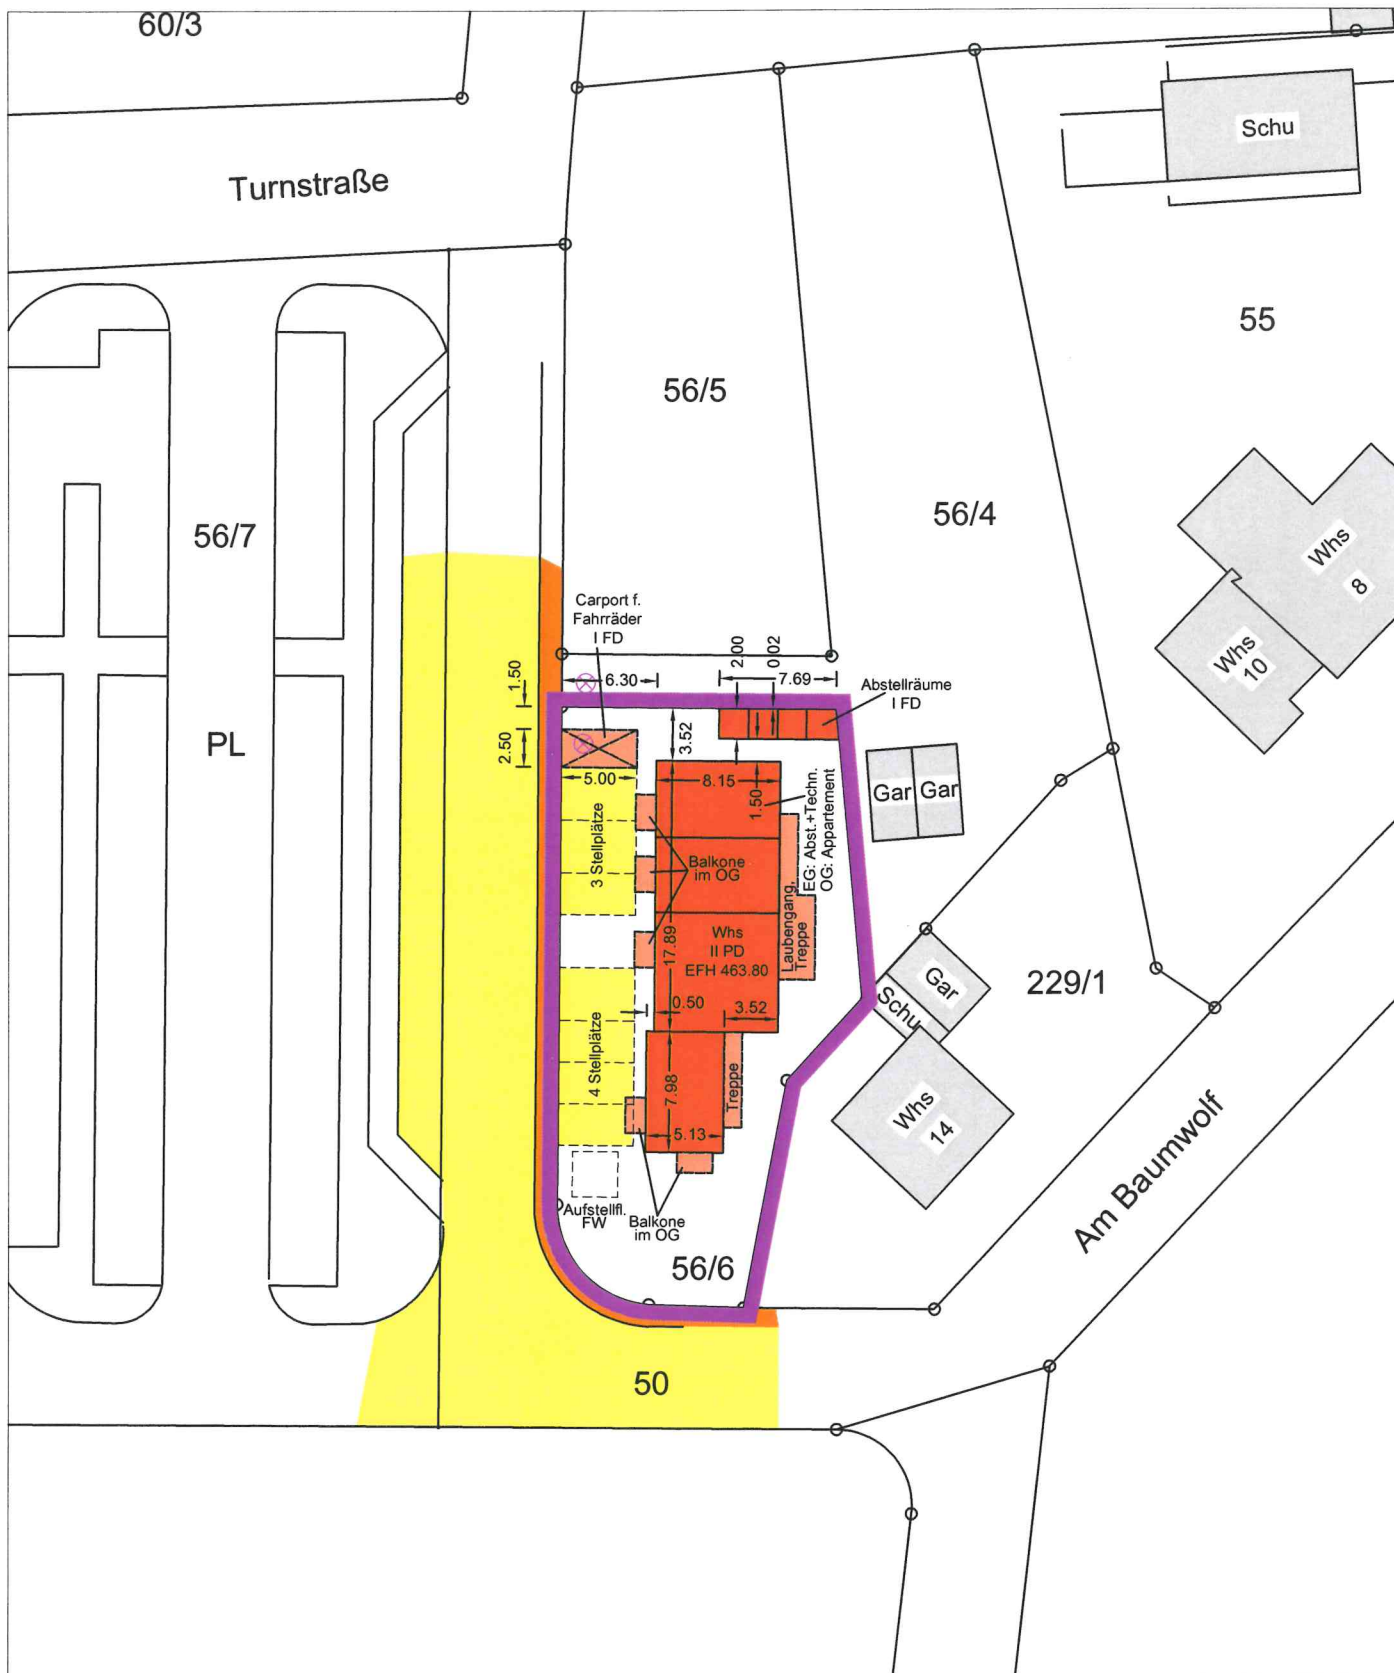 60/3
Turnstraße
Schu
55
56/5
56/4
56/7
Whs
8
Whs
10
Carport f.
Fahrräder
I FD
2.00
0.02
1.50
6.30
7.69
Abstellräume
I FD
PL
2.50
3.52
5.00
8.15
1.50
Gar
Gar
EG: Abst.+Techn.
OG: Appartement
3 Stellplätze
Balkone
im OG
Laubengang,
Treppe
Whs
II PD
EFH 463.80
17.89
0.50
3.52
Gar
Schu
229/1
4 Stellplätze
7.98
Treppe
5.13
Whs
14
Am Baumwolf
Aufstellfl.
FW
Balkone
im OG
56/6
50